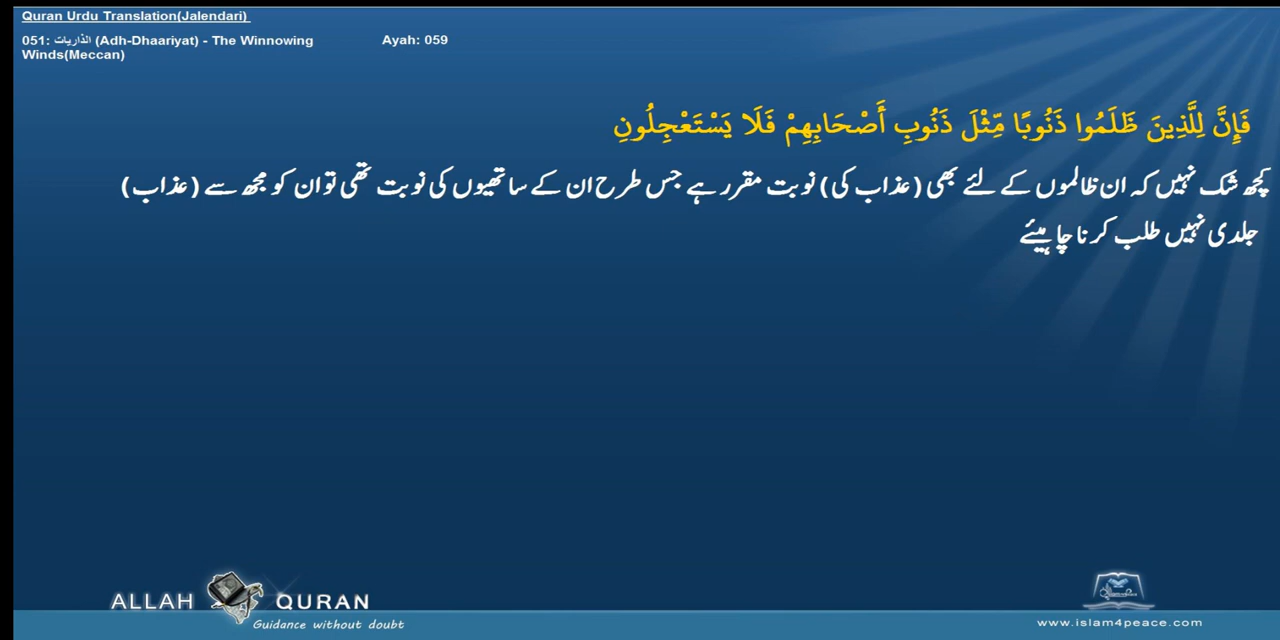 Quran Urdu Translation(Jalendari)
051: الذاريات (Adh-Dhaariyat) - The Winnowing
Winds(Meccan)
Ayah: 059
فَإِنَّ لِلَّذِينَ ظَلَمُوا ذَنُوبًا مِّثْلَ ذَنُوبِ أَصْحَابِهِمْ فَلَا يَسْتَعْجِلُونِ
کچھ شک نہیں کہ ان ظالموں کے لئے بھی (عذاب کی) نوبت مقرر ہے جس طرح ان کے ساتھیوں کی نوبت تھی تو ان کو مجھ سے (عذاب)
جلدی نہیں طلب کرنا چاہیئے
ALLAH QURAN
Guidance without doubt
www.islam4peace.com